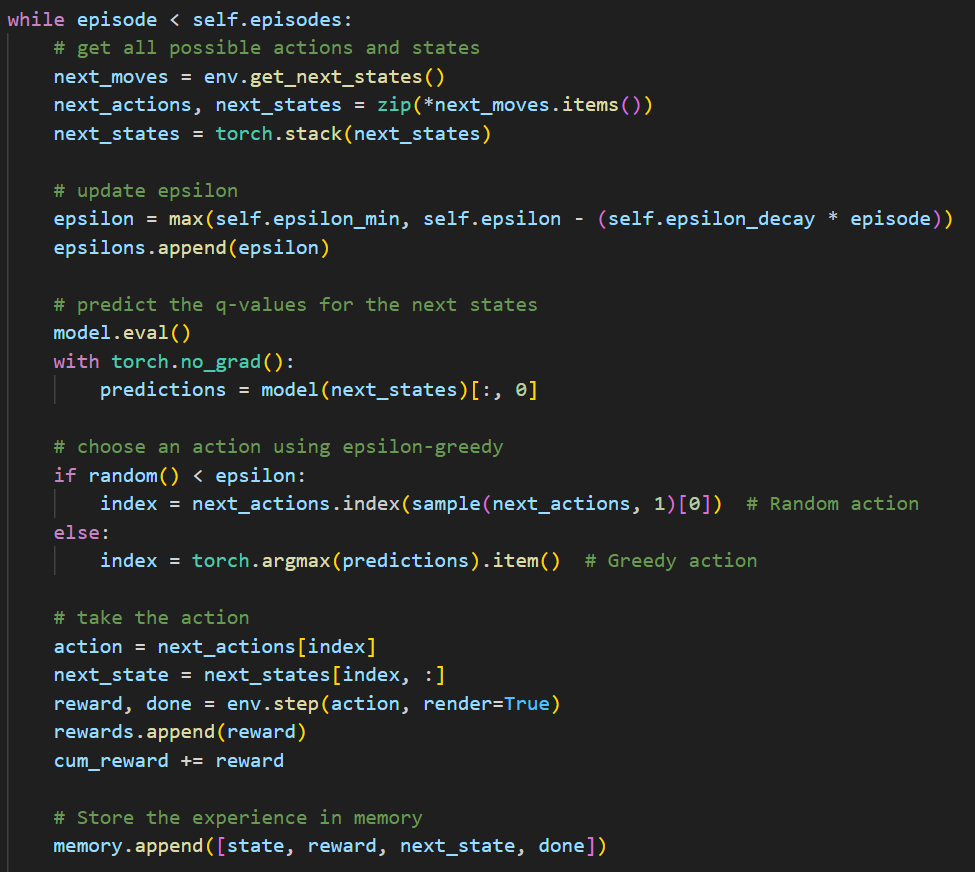 while episode < self.episodes:
    # get all possible actions and states
    next_moves = env.get_next_states()
    next_actions, next_states = zip(*next_moves.items())
    next_states = torch.stack(next_states)

    # update epsilon
    epsilon = max(self.epsilon_min, self.epsilon - (self.epsilon_decay * episode))
    epsilons.append(epsilon)

    # predict the q-values for the next states
    model.eval()
    with torch.no_grad():
        predictions = model(next_states)[:, 0]

    # choose an action using epsilon-greedy
    if random() < epsilon:
        index = next_actions.index(sample(next_actions, 1)[0])  # Random action
    else:
        index = torch.argmax(predictions).item()  # Greedy action

    # take the action
    action = next_actions[index]
    next_state = next_states[index, :]
    reward, done = env.step(action, render=True)
    rewards.append(reward)
    cum_reward += reward

    # Store the experience in memory
    memory.append([state, reward, next_state, done])